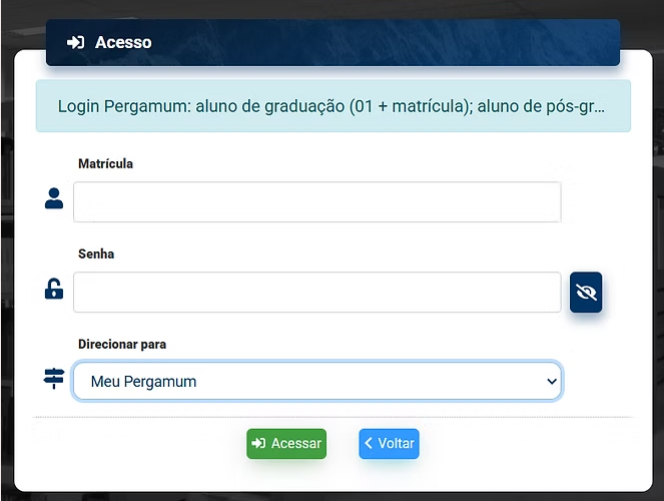 Acesso
Login Pergamum: aluno de graduação (01 + matrícula); aluno de pós-gr...
Matrícula
Senha
Direcionar para
Meu Pergamum
Acessar
Voltar